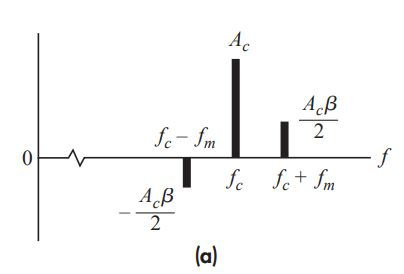 A_c
f_c − f_m
A_cβ/2
0
f
f_c
f_c + f_m
− A_cβ/2
(a)